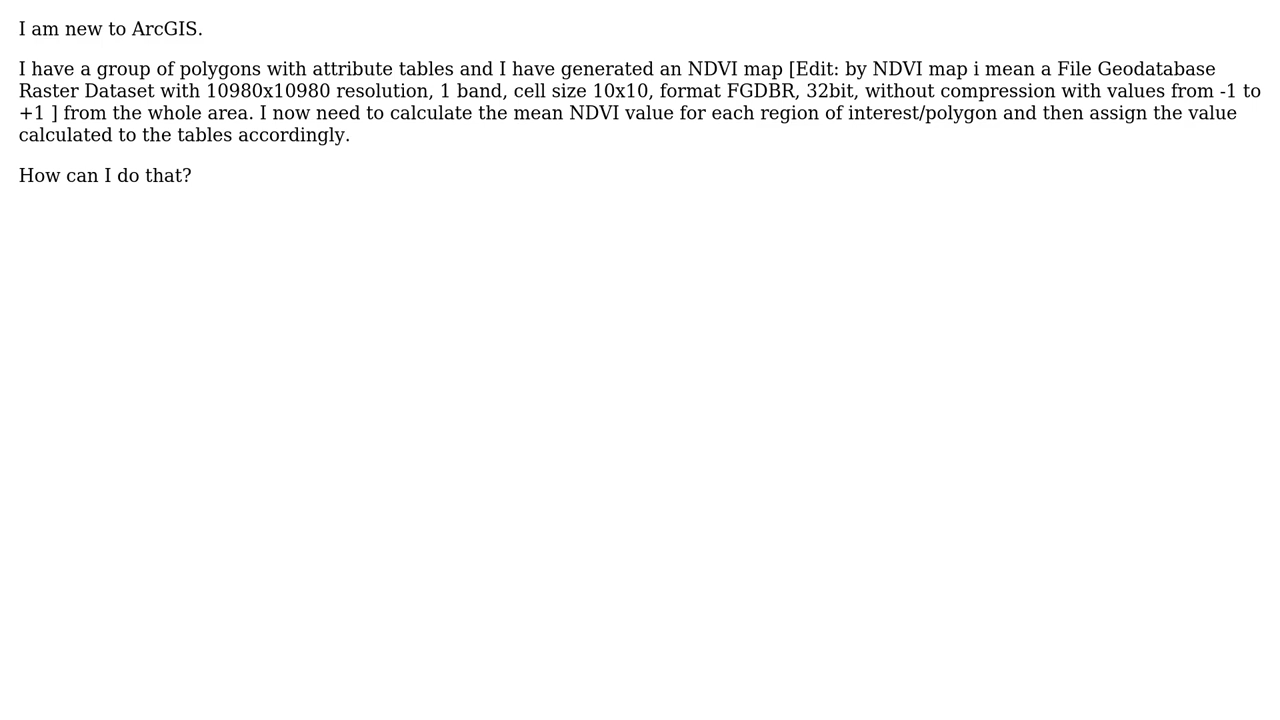 I am new to ArcGIS.
I have a group of polygons with attribute tables and I have generated an NDVI map [Edit: by NDVI map i mean a File Geodatabase
Raster Dataset with 10980x10980 resolution, 1 band, cell size 10x10, format FGDBR, 32bit, without compression with values from -1 to
+1 ] from the whole area. I now need to calculate the mean NDVI value for each region of interest/polygon and then assign the value
calculated to the tables accordingly.
How can I do that?